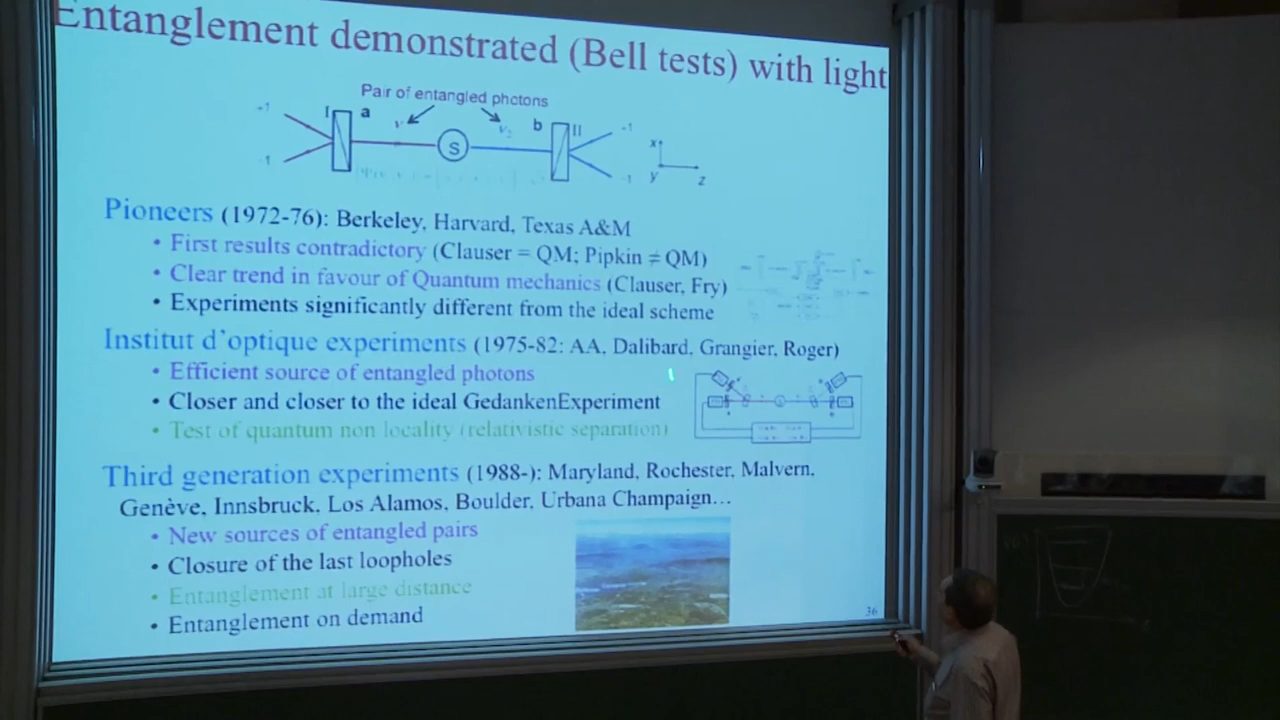 Entanglement demonstrated (Bell tests) with light
Pair of entangled photons
-1 I a ν b II -1
S
ν2
x
1 -1 y z
Pioneers (1972-76): Berkeley, Harvard, Texas A&M
• First results contradictory (Clauser = QM; Pipkin ≠ QM)
• Clear trend in favour of Quantum mechanics (Clauser, Fry)
• Experiments significantly different from the ideal scheme
Institut d'optique experiments (1975-82: AA, Dalibard, Grangier, Roger)
• Efficient source of entangled photons
• Closer and closer to the ideal GedankenExperiment
• Test of quantum non locality (relativistic separation)
Third generation experiments (1988-): Maryland, Rochester, Malvern,
Genève, Innsbruck, Los Alamos, Boulder, Urbana Champaign…
• New sources of entangled pairs
• Closure of the last loopholes
• Entanglement at large distance
• Entanglement on demand
36